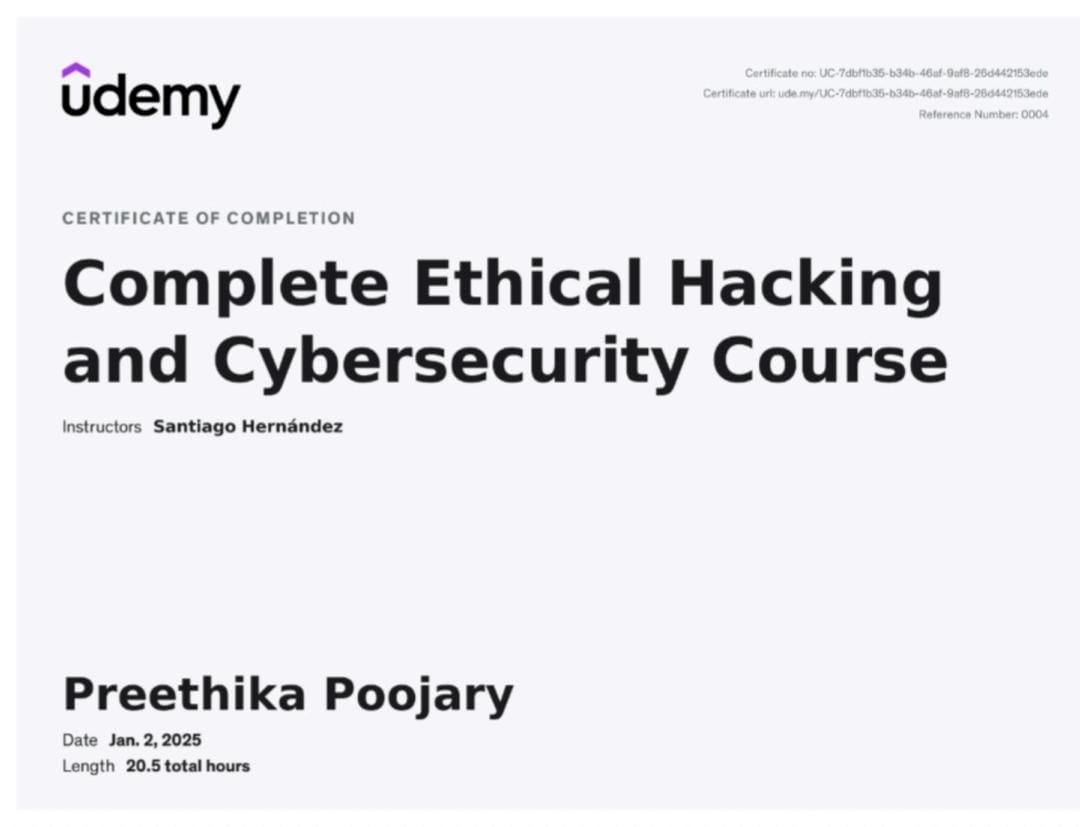 udemy
Certificate no: UC-7dbf1b35-b34b-46af-9af8-26d442153ede
Certificate url: ude.my/UC-7dbf1b35-b34b-46af-9af8-26d442153ede
Reference Number: 0004
CERTIFICATE OF COMPLETION
Complete Ethical Hacking
and Cybersecurity Course
Instructors Santiago Hernández
Preethika Poojary
Date Jan. 2, 2025
Length 20.5 total hours